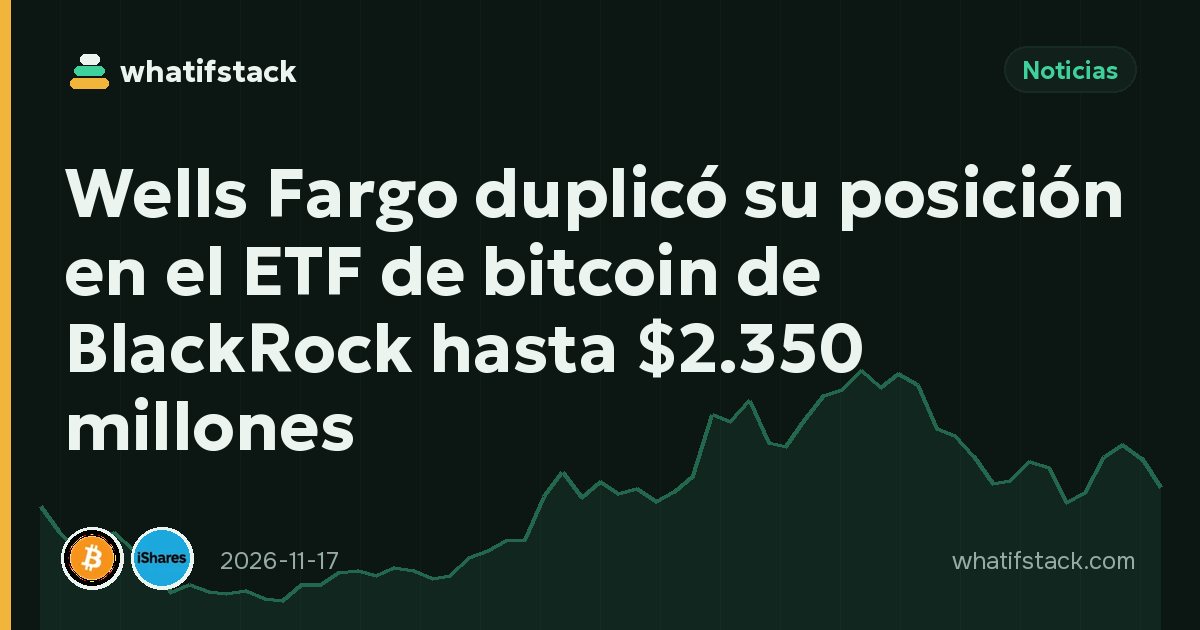 whatifstack
Noticias
Wells Fargo duplicó su posición
en el ETF de bitcoin de
BlackRock hasta $2.350
millones
iShares
2026-11-17
whatifstack.com